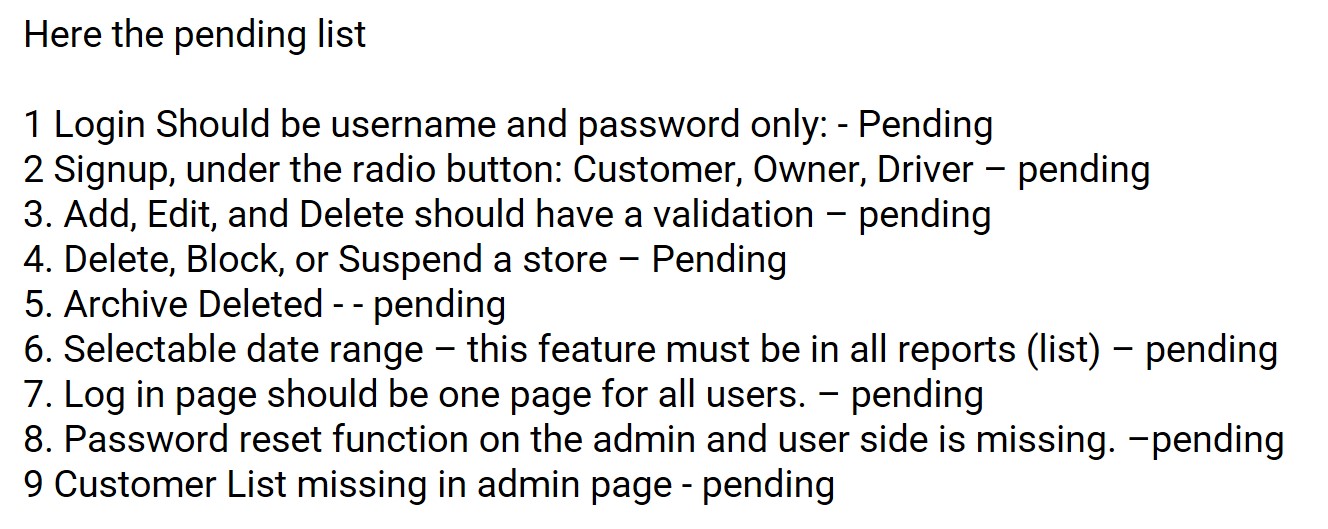 Here the pending list
1 Login Should be username and password only: - Pending
2 Signup, under the radio button: Customer, Owner, Driver – pending
3. Add, Edit, and Delete should have a validation – pending
4. Delete, Block, or Suspend a store – Pending
5. Archive Deleted - - pending
6. Selectable date range – this feature must be in all reports (list) – pending
7. Log in page should be one page for all users. – pending
8. Password reset function on the admin and user side is missing. –pending
9 Customer List missing in admin page - pending